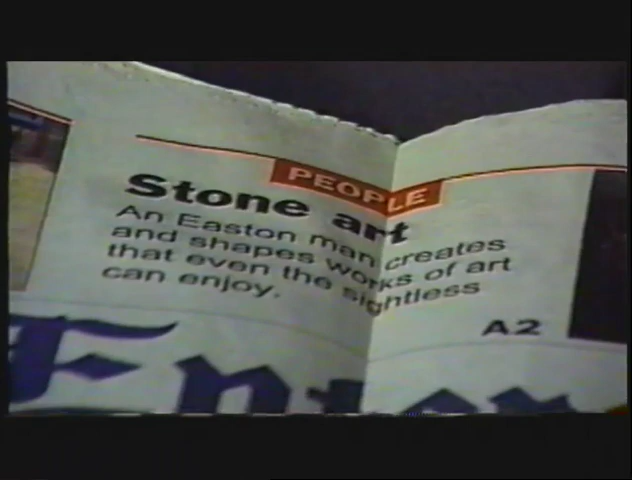 PEOPLE
Stone art
An Easton man creates
and shapes works of art
that even the sightless
can enjoy.
A2
Enter